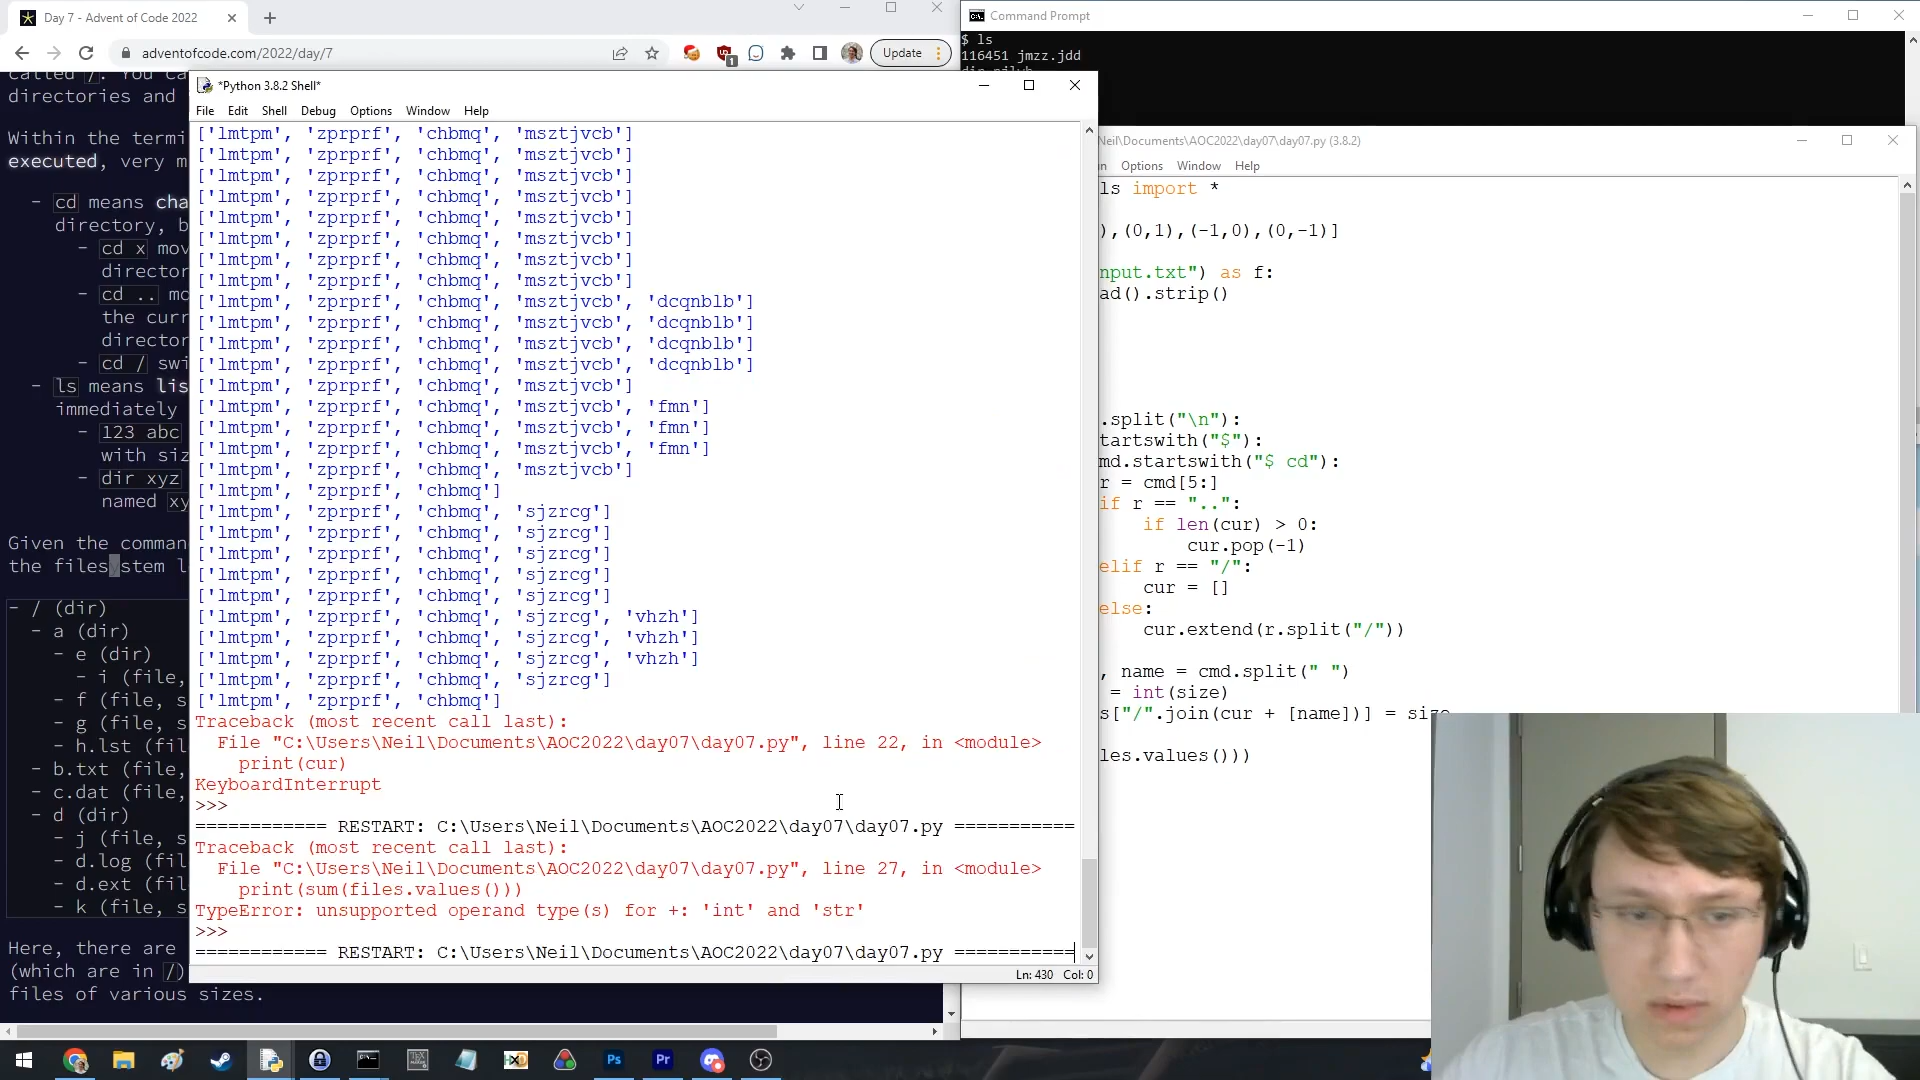 Day 7 - Advent of Code 2022
adventofcode.com/2022/day/7
Update
called /. You ca
directories and
Within the termi
executed, very m
- cd means cha
directory, b
- cd x mov
director
- cd .. mo
the curr
director
- cd / swi
- ls means lis
immediately
- 123 abc
with siz
- dir xyz
named xy
Given the comman
the filesystem l
- / (dir)
- a (dir)
- e (dir)
- i (file,
- f (file, s
- g (file, s
- h.lst (fil
- b.txt (file,
- c.dat (file,
- d (dir)
- j (file, s
- d.log (fil
- d.ext (fil
- k (file, s
Here, there are
(which are in /)
files of various sizes.
*Python 3.8.2 Shell*
File Edit Shell Debug Options Window Help
['lmtpm', 'zprprf', 'chbmq', 'msztjvcb']
['lmtpm', 'zprprf', 'chbmq', 'msztjvcb']
['lmtpm', 'zprprf', 'chbmq', 'msztjvcb']
['lmtpm', 'zprprf', 'chbmq', 'msztjvcb']
['lmtpm', 'zprprf', 'chbmq', 'msztjvcb']
['lmtpm', 'zprprf', 'chbmq', 'msztjvcb']
['lmtpm', 'zprprf', 'chbmq', 'msztjvcb']
['lmtpm', 'zprprf', 'chbmq', 'msztjvcb']
['lmtpm', 'zprprf', 'chbmq', 'msztjvcb', 'dcqnblb']
['lmtpm', 'zprprf', 'chbmq', 'msztjvcb', 'dcqnblb']
['lmtpm', 'zprprf', 'chbmq', 'msztjvcb', 'dcqnblb']
['lmtpm', 'zprprf', 'chbmq', 'msztjvcb', 'dcqnblb']
['lmtpm', 'zprprf', 'chbmq', 'msztjvcb']
['lmtpm', 'zprprf', 'chbmq', 'msztjvcb', 'fmn']
['lmtpm', 'zprprf', 'chbmq', 'msztjvcb', 'fmn']
['lmtpm', 'zprprf', 'chbmq', 'msztjvcb', 'fmn']
['lmtpm', 'zprprf', 'chbmq', 'msztjvcb']
['lmtpm', 'zprprf', 'chbmq']
['lmtpm', 'zprprf', 'chbmq', 'sjzrcg']
['lmtpm', 'zprprf', 'chbmq', 'sjzrcg']
['lmtpm', 'zprprf', 'chbmq', 'sjzrcg']
['lmtpm', 'zprprf', 'chbmq', 'sjzrcg']
['lmtpm', 'zprprf', 'chbmq', 'sjzrcg']
['lmtpm', 'zprprf', 'chbmq', 'sjzrcg', 'vhzh']
['lmtpm', 'zprprf', 'chbmq', 'sjzrcg', 'vhzh']
['lmtpm', 'zprprf', 'chbmq', 'sjzrcg', 'vhzh']
['lmtpm', 'zprprf', 'chbmq', 'sjzrcg']
['lmtpm', 'zprprf', 'chbmq']
Traceback (most recent call last):
File "C:\Users\Neil\Documents\AOC2022\day07\day07.py", line 22, in <module>
print(cur)
KeyboardInterrupt
>>>
============ RESTART: C:\Users\Neil\Documents\AOC2022\day07\day07.py ===========
Traceback (most recent call last):
File "C:\Users\Neil\Documents\AOC2022\day07\day07.py", line 27, in <module>
print(sum(files.values()))
TypeError: unsupported operand type(s) for +: 'int' and 'str'
>>>
============ RESTART: C:\Users\Neil\Documents\AOC2022\day07\day07.py ===========
Ln: 430 Col: 0
Command Prompt
$ ls
116451 jmzz.jdd
Neil\Documents\AOC2022\day07\day07.py (3.8.2)
n Options Window Help
ls import *
),(0,1),(-1,0),(0,-1)]
nput.txt") as f:
ad().strip()
.split("\n"):
tartswith("$"):
md.startswith("$ cd"):
r = cmd[5:]
if r == "..":
if len(cur) > 0:
cur.pop(-1)
elif r == "/":
cur = []
else:
cur.extend(r.split("/"))
, name = cmd.split(" ")
= int(size)
s["/".join(cur + [name])] = size
les.values()))
Ps
Pr